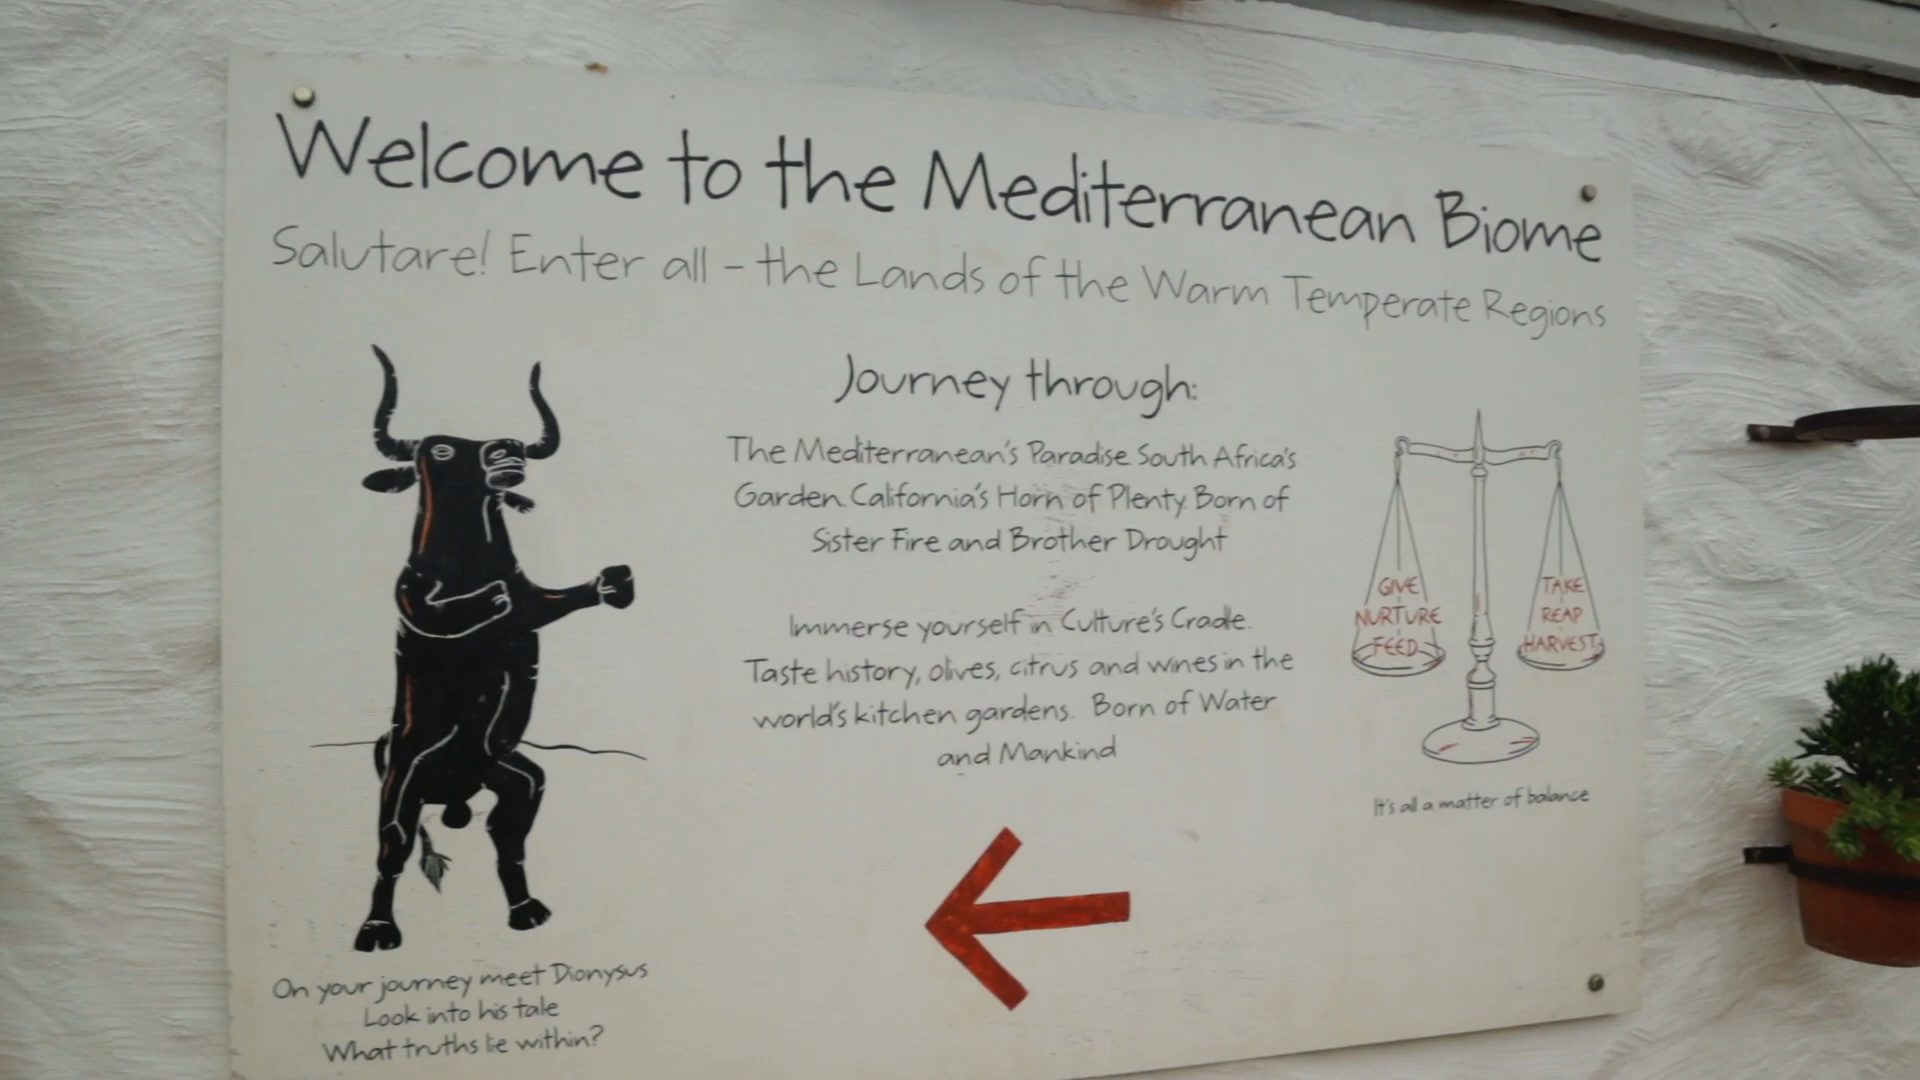 Welcome to the Mediterranean Biome
Salutare! Enter all - the Lands of the Warm Temperate Regions
Journey through:
The Mediterranean's Paradise South Africa's
Garden California's Horn of Plenty Born of
Sister Fire and Brother Drought
Immerse yourself in Culture's Cradle.
Taste history, olives, citrus and wines in the
world's kitchen gardens. Born of Water
and Mankind
GIVE
NURTURE
FEED
TAKE
REAP
HARVEST
It's all a matter of balance
On your journey meet Dionysus
Look into his tale
What truths lie within?